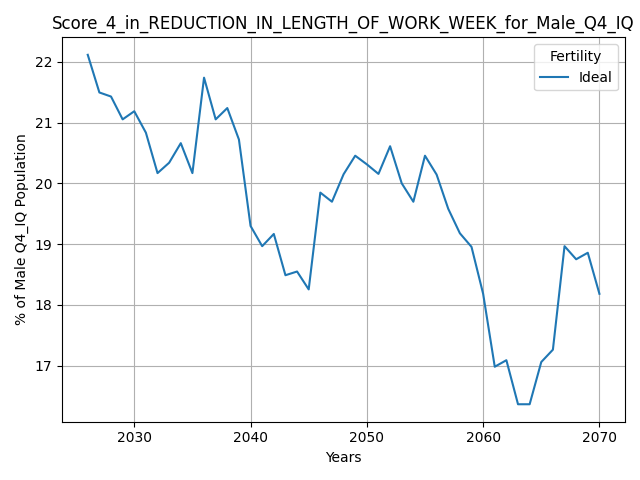 Score_4_in_REDUCTION_IN_LENGTH_OF_WORK_WEEK_for_Male_Q4_IQ
Fertility
Ideal
% of Male Q4_IQ Population
22
21
20
19
18
17
2030
2040
2050
2060
2070
Years